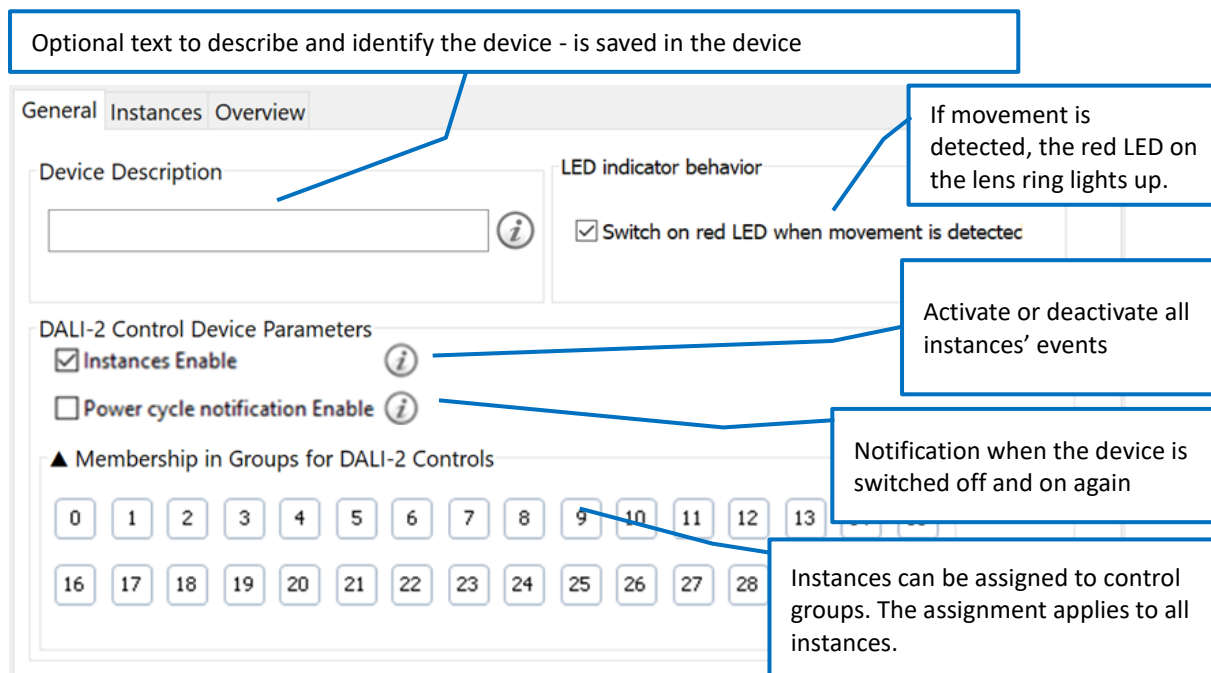 Optional text to describe and identify the device - is saved in the device
General Instances Overview
If movement is
detected, the red LED on
the lens ring lights up.
Device Description
LED indicator behavior
i
Switch on red LED when movement is detected
Activate or deactivate all
instances’ events
DALI-2 Control Device Parameters
Instances Enable i
Power cycle notification Enable i
Notification when the device is
switched off and on again
▲ Membership in Groups for DALI-2 Controls
0 1 2 3 4 5 6 7 8 9 10 11 12 13
16 17 18 19 20 21 22 23 24 25 26 27 28
Instances can be assigned to control
groups. The assignment applies to all
instances.